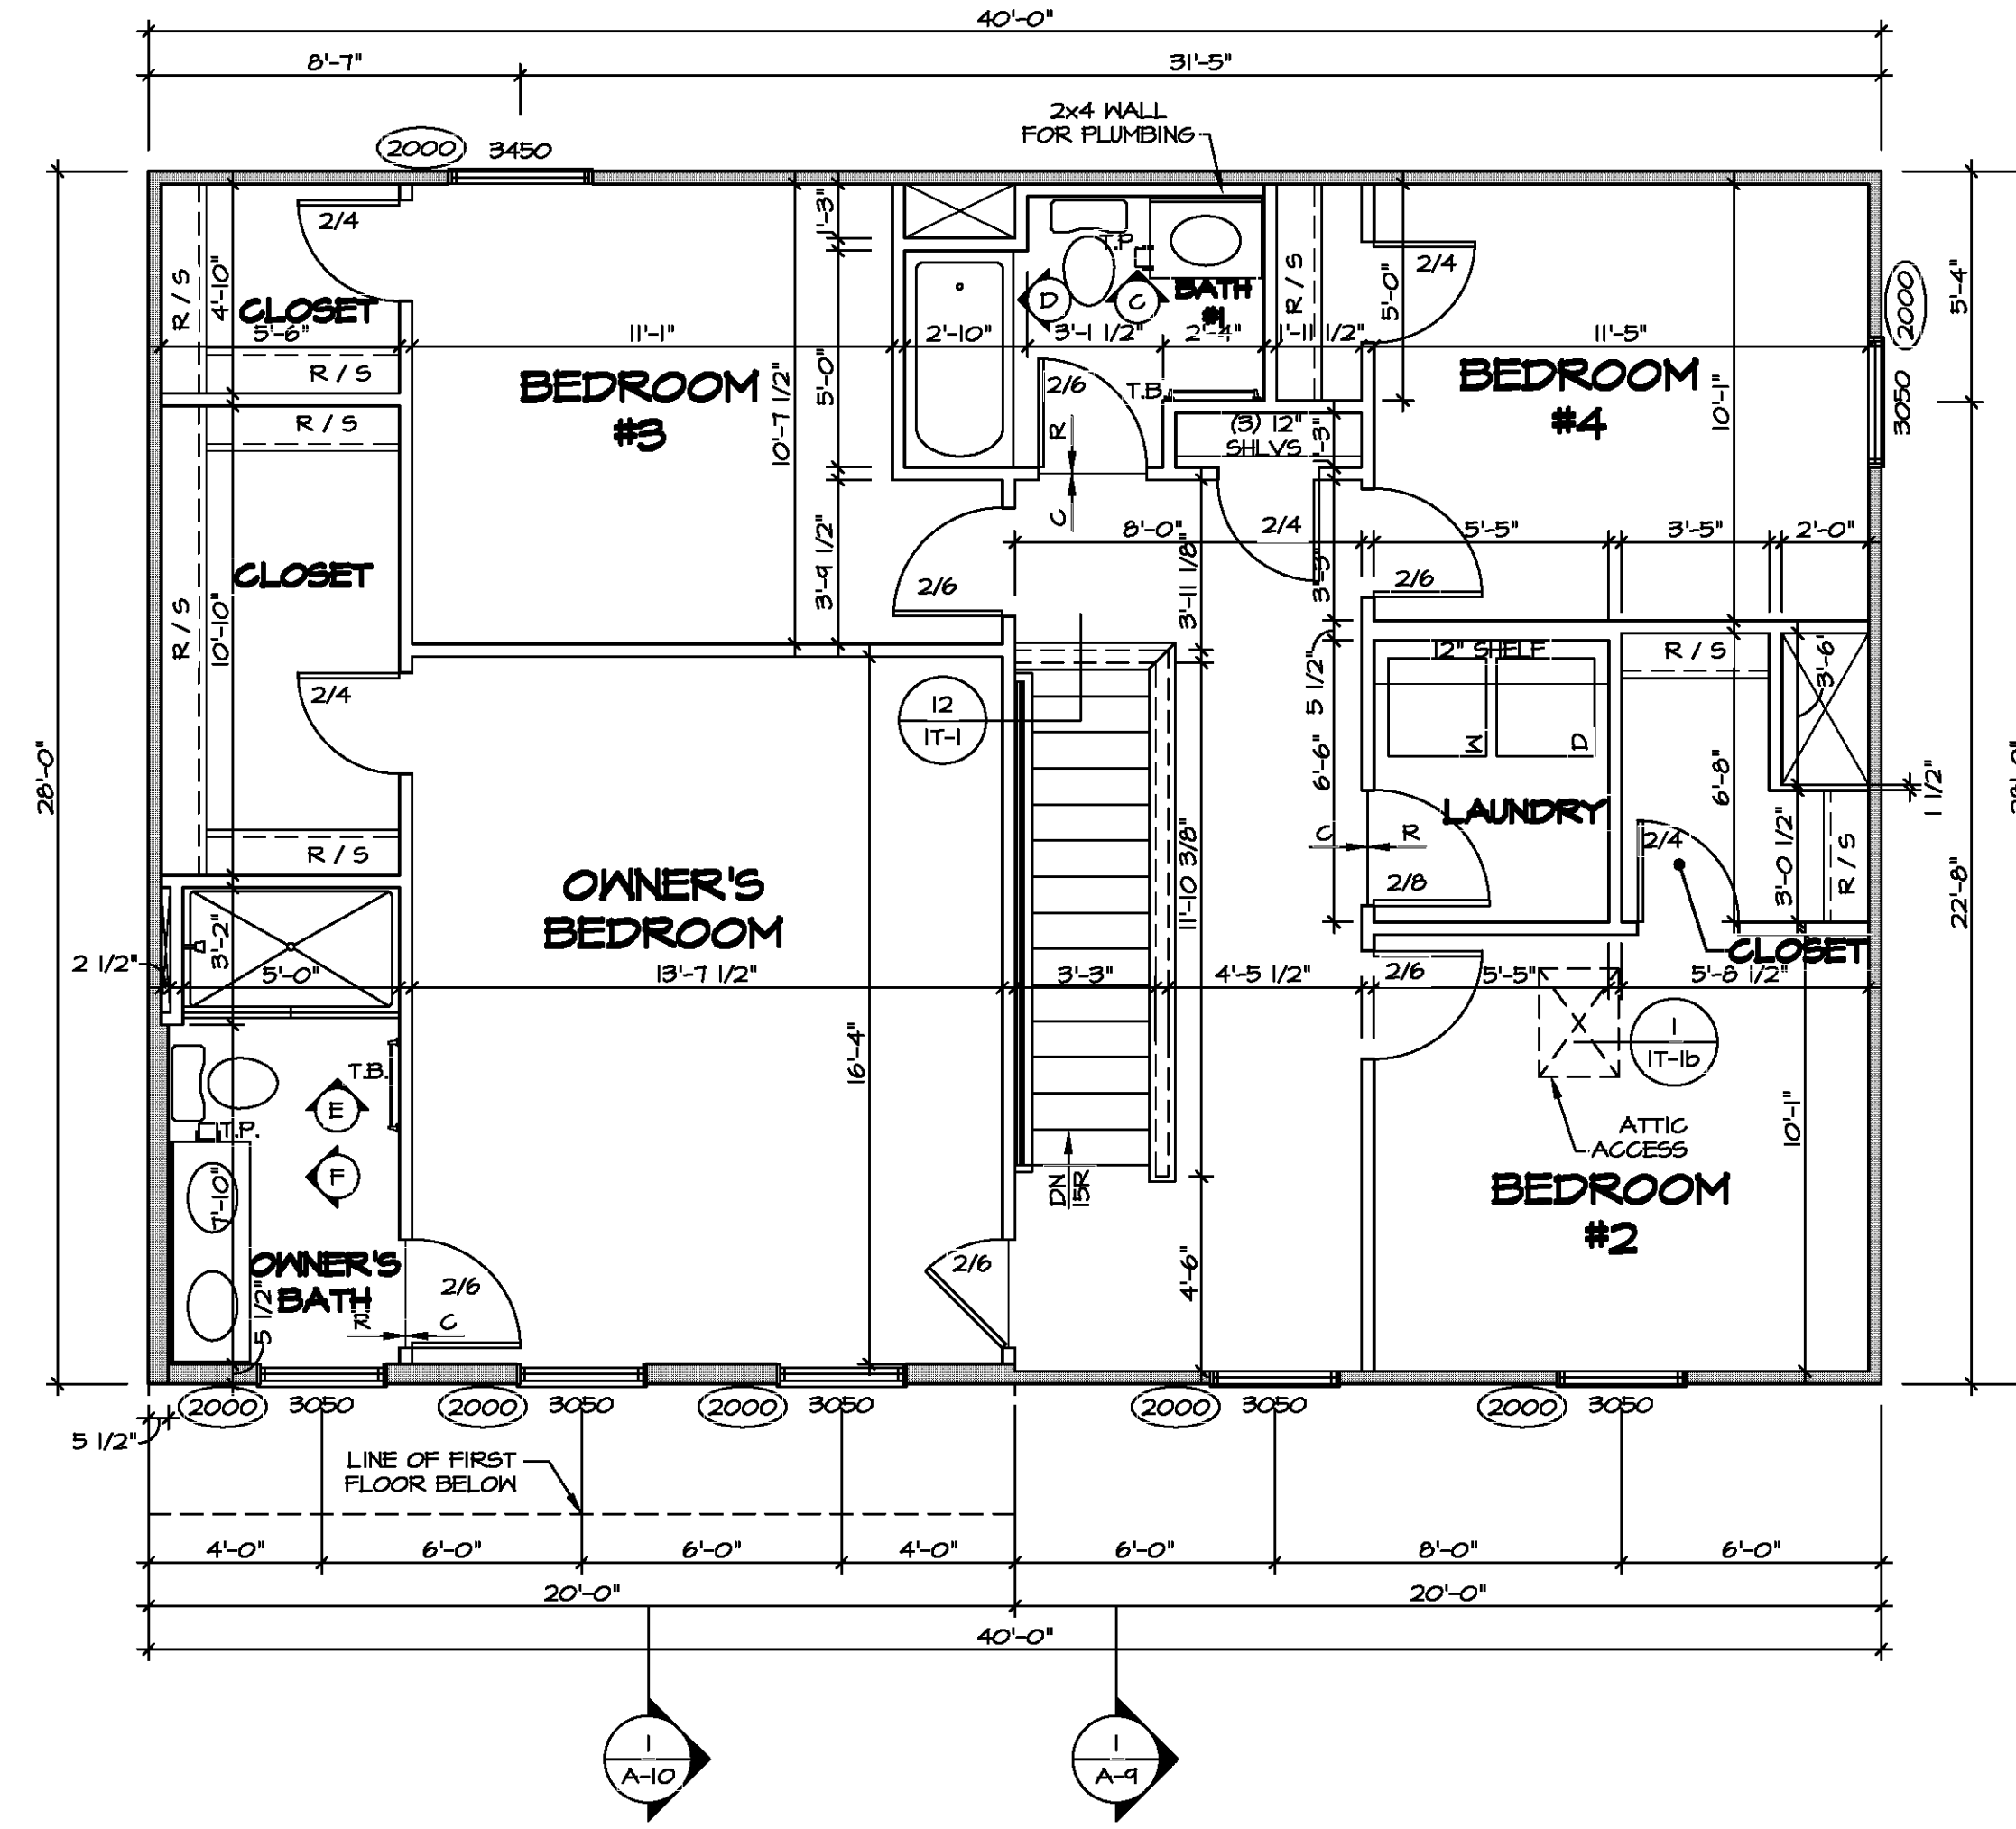 40'-0"
8'-7"
31'-5"
2x4 WALL
FOR PLUMBING
2000
3450
2/4
1'-3"
T.P.
2/4
2000
5'-4"
R / S
4'-10"
CLOSET
D
C
BATH
#1
R / S
5'-0"
5'-6"
11'-1"
2'-10"
3'-1 1/2"
2'-4"
1'-11 1/2"
11'-5"
R / S
BEDROOM
#3
10'-7 1/2"
5'-0"
2/6
T.B.
BEDROOM
#4
10'-1"
3050
R / S
R
C
(3) 12"
SHLVS
1'-3"
8'-0"
2/4
5'-5"
3'-5"
2'-0"
CLOSET
R / S
10'-10"
3'-9 1/2"
2/6
3'-11 1/8"
3'-5"
2/6
2/4
12
1T-1
5 1/2"
12" SHELF
R / S
3'-6"
28'-0"
W
D
6'-6"
6'-8"
1 1/2"
LAUNDRY
R / S
C
R
2/4
3'-0 1/2"
R / S
OWNER'S
BEDROOM
11'-10 3/8"
2/8
22'-8"
3'-2"
2 1/2"
5'-0"
13'-7 1/2"
3'-3"
4'-5 1/2"
2/6
5'-5"
CLOSET
5'-8 1/2"
16'-4"
1
1T-1b
T.B.
E
T.P.
F
7'-10"
DN
15R
ATTIC
ACCESS
10'-1"
BEDROOM
#2
OWNER'S
BATH
5 1/2"
2/6
R
C
2/6
4'-6"
2000
3050
2000
3050
2000
3050
2000
3050
2000
3050
5 1/2"
LINE OF FIRST
FLOOR BELOW
4'-0"
6'-0"
6'-0"
4'-0"
6'-0"
8'-0"
6'-0"
20'-0"
20'-0"
40'-0"
1
A-10
1
A-9